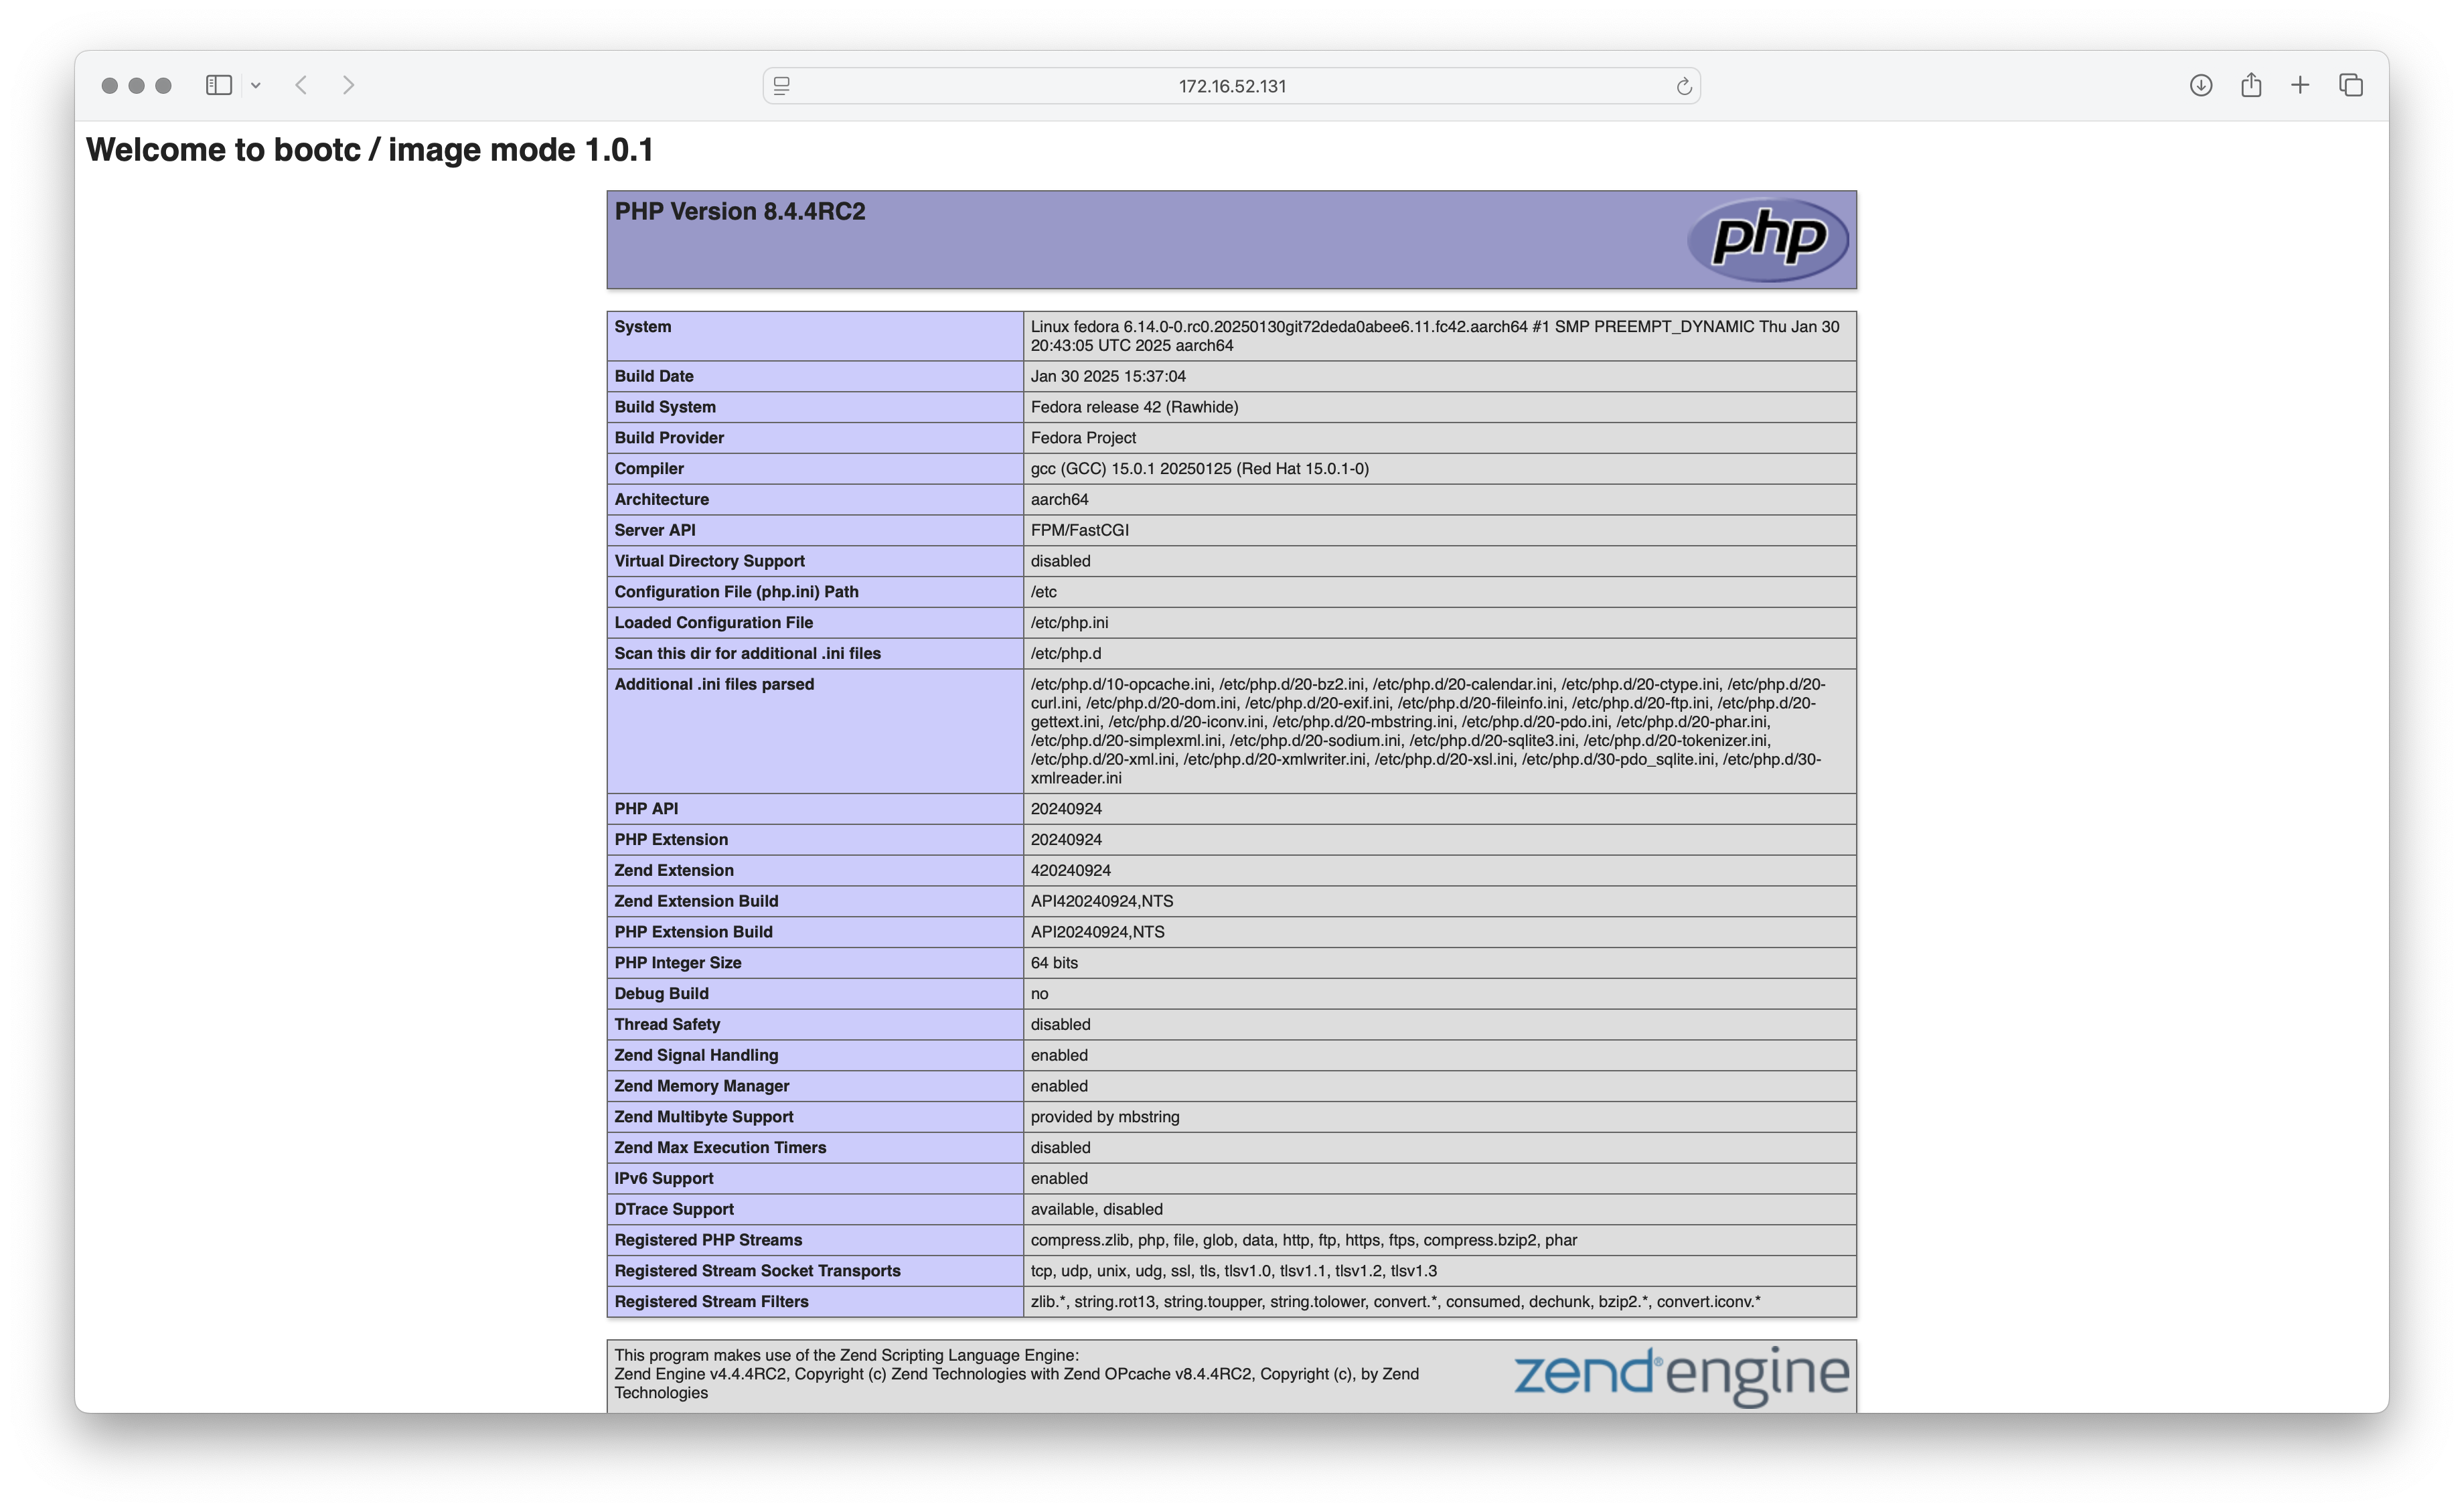 172.16.52.131
Welcome to bootc / image mode 1.0.1
PHP Version 8.4.4RC2
php
System
Linux fedora 6.14.0-0.rc0.20250130git72deda0abee6.11.fc42.aarch64 #1 SMP PREEMPT_DYNAMIC Thu Jan 30
20:43:05 UTC 2025 aarch64
Build Date
Jan 30 2025 15:37:04
Build System
Fedora release 42 (Rawhide)
Build Provider
Fedora Project
Compiler
gcc (GCC) 15.0.1 20250125 (Red Hat 15.0.1-0)
Architecture
aarch64
Server API
FPM/FastCGI
Virtual Directory Support
disabled
Configuration File (php.ini) Path
/etc
Loaded Configuration File
/etc/php.ini
Scan this dir for additional .ini files
/etc/php.d
Additional .ini files parsed
/etc/php.d/10-opcache.ini, /etc/php.d/20-bz2.ini, /etc/php.d/20-calendar.ini, /etc/php.d/20-ctype.ini, /etc/php.d/20-
curl.ini, /etc/php.d/20-dom.ini, /etc/php.d/20-exif.ini, /etc/php.d/20-fileinfo.ini, /etc/php.d/20-ftp.ini, /etc/php.d/20-
gettext.ini, /etc/php.d/20-iconv.ini, /etc/php.d/20-mbstring.ini, /etc/php.d/20-pdo.ini, /etc/php.d/20-phar.ini,
/etc/php.d/20-simplexml.ini, /etc/php.d/20-sodium.ini, /etc/php.d/20-sqlite3.ini, /etc/php.d/20-tokenizer.ini,
/etc/php.d/20-xml.ini, /etc/php.d/20-xmlwriter.ini, /etc/php.d/20-xsl.ini, /etc/php.d/30-pdo_sqlite.ini, /etc/php.d/30-
xmlreader.ini
PHP API
20240924
PHP Extension
20240924
Zend Extension
420240924
Zend Extension Build
API420240924,NTS
PHP Extension Build
API20240924,NTS
PHP Integer Size
64 bits
Debug Build
no
Thread Safety
disabled
Zend Signal Handling
enabled
Zend Memory Manager
enabled
Zend Multibyte Support
provided by mbstring
Zend Max Execution Timers
disabled
IPv6 Support
enabled
DTrace Support
available, disabled
Registered PHP Streams
compress.zlib, php, file, glob, data, http, ftp, https, ftps, compress.bzip2, phar
Registered Stream Socket Transports
tcp, udp, unix, udg, ssl, tls, tlsv1.0, tlsv1.1, tlsv1.2, tlsv1.3
Registered Stream Filters
zlib.*, string.rot13, string.toupper, string.tolower, convert.*, consumed, dechunk, bzip2.*, convert.iconv.*
This program makes use of the Zend Scripting Language Engine:
Zend Engine v4.4.4RC2, Copyright (c) Zend Technologies with Zend OPcache v8.4.4RC2, Copyright (c), by Zend
Technologies
zend®engine